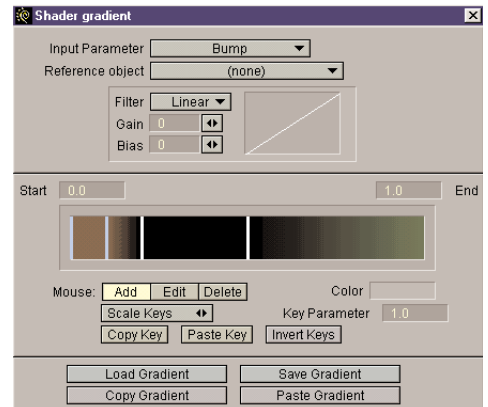 Shader gradient
Input Parameter Bump
Reference object (none)
Filter Linear
Gain 0
Bias 0
Start 0.0 1.0 End
Mouse: Add Edit Delete Color
Scale Keys Key Parameter 1.0
Copy Key Paste Key Invert Keys
Load Gradient Save Gradient
Copy Gradient Paste Gradient